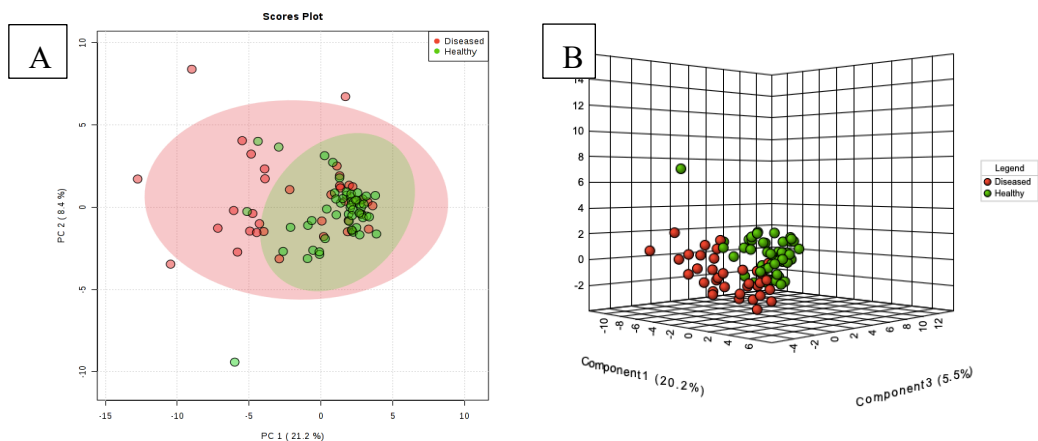 A
Scores Plot
Diseased
Healthy
10
5
0
-5
-10
PC 2 ( 8.4 %)
-15 -10 -5 0 5 10
PC 1 ( 21.2 %)
B
14
12
10
8
6
4
2
0
-2
-10 -8 -6 -4 -2 0 2 4 6
-4 -2 0 2 4 6 8 10 12
Component1 (20.2%)
Component3 (5.5%)
Legend
Diseased
Healthy